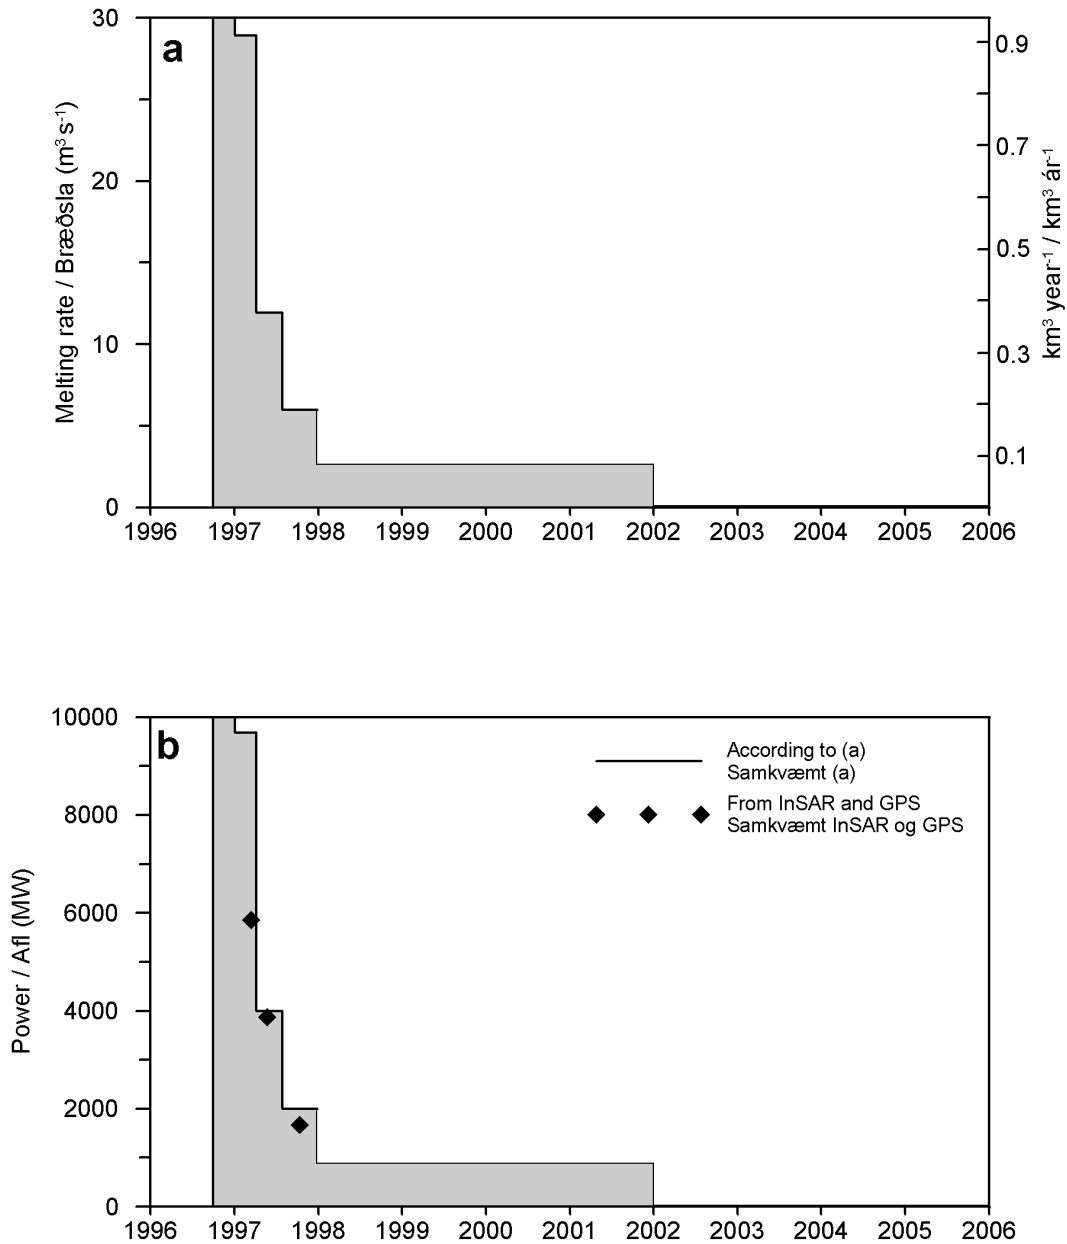 a
Melting rate / Bræðsla (m³ s⁻¹)
30
20
10
0
0.9
0.7
0.5
0.3
0.1
km³ year⁻¹ / km³ ár⁻¹
1996 1997 1998 1999 2000 2001 2002 2003 2004 2005 2006
b
Power / Afl (MW)
10000
8000
6000
4000
2000
0
According to (a)
Samkvæmt (a)
From InSAR and GPS
Samkvæmt InSAR og GPS
1996 1997 1998 1999 2000 2001 2002 2003 2004 2005 2006